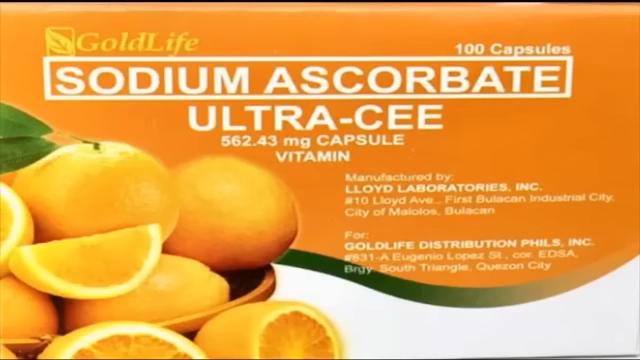 GoldLife
100 Capsules
SODIUM ASCORBATE
ULTRA-CEE
562.43 mg CAPSULE
VITAMIN
Manufactured by:
LLOYD LABORATORIES, INC.
#10 Lloyd Ave., First Bulacan Industrial City,
City of Malolos, Bulacan
For:
GOLDLIFE DISTRIBUTION PHILS, INC.
#831-A Eugenio Lopez St., cor. EDSA,
Brgy. South Triangle, Quezon City